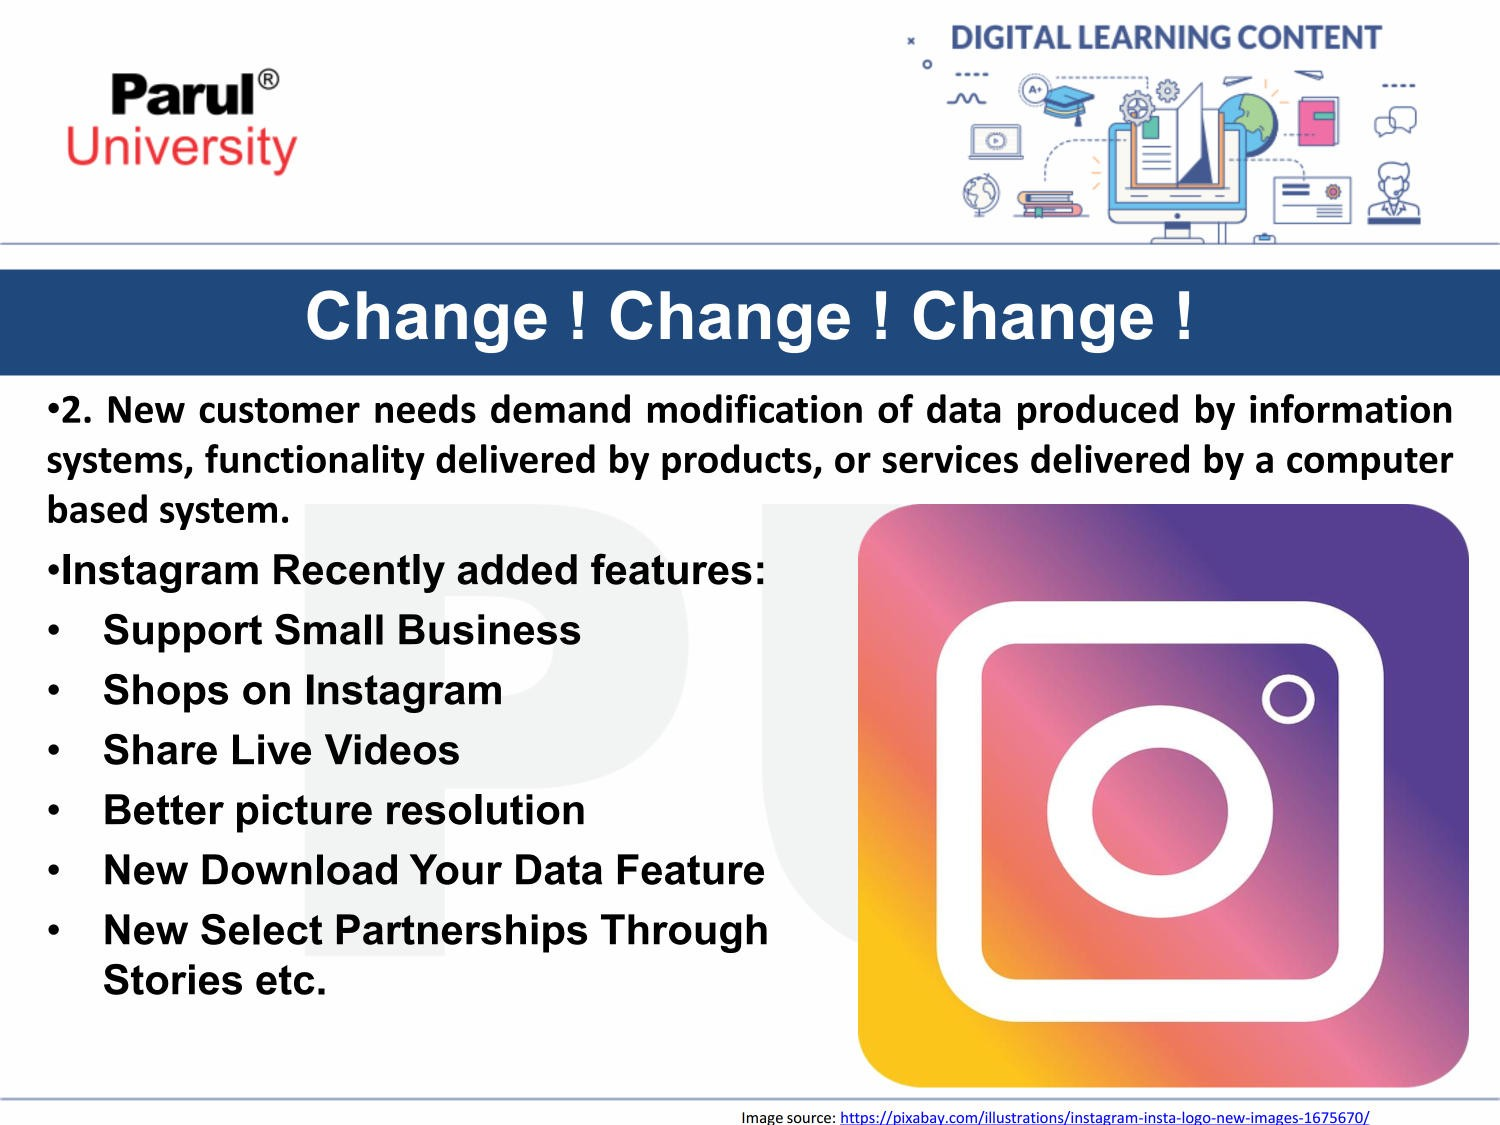 Parul®
University
DIGITAL LEARNING CONTENT
A+
Change ! Change ! Change !
•2. New customer needs demand modification of data produced by information
systems, functionality delivered by products, or services delivered by a computer
based system.
•Instagram Recently added features:
• Support Small Business
• Shops on Instagram
• Share Live Videos
• Better picture resolution
• New Download Your Data Feature
• New Select Partnerships Through
Stories etc.
PU
Image source: https://pixabay.com/illustrations/instagram-insta-logo-new-images-1675670/